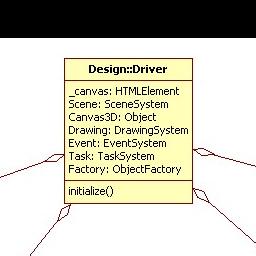 Design::Driver
_canvas: HTMLElement
Scene: SceneSystem
Canvas3D: Object
Drawing: DrawingSystem
Event: EventSystem
Task: TaskSystem
Factory: ObjectFactory
initialize()